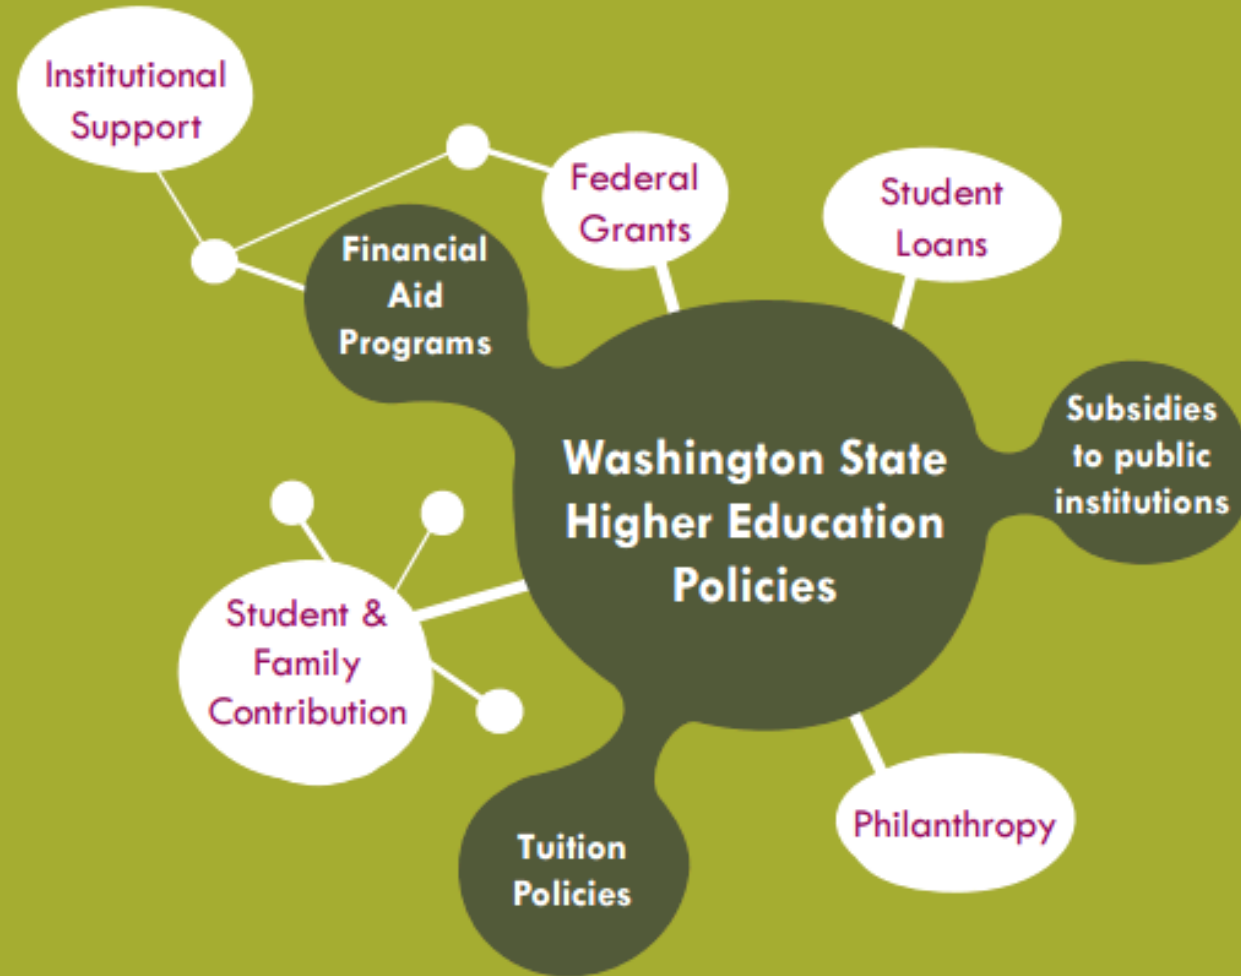 Institutional
Support
Federal
Grants
Student
Loans
Financial
Aid
Programs
Subsidies
to public
institutions
Washington State
Higher Education
Policies
Student &
Family
Contribution
Tuition
Policies
Philanthropy